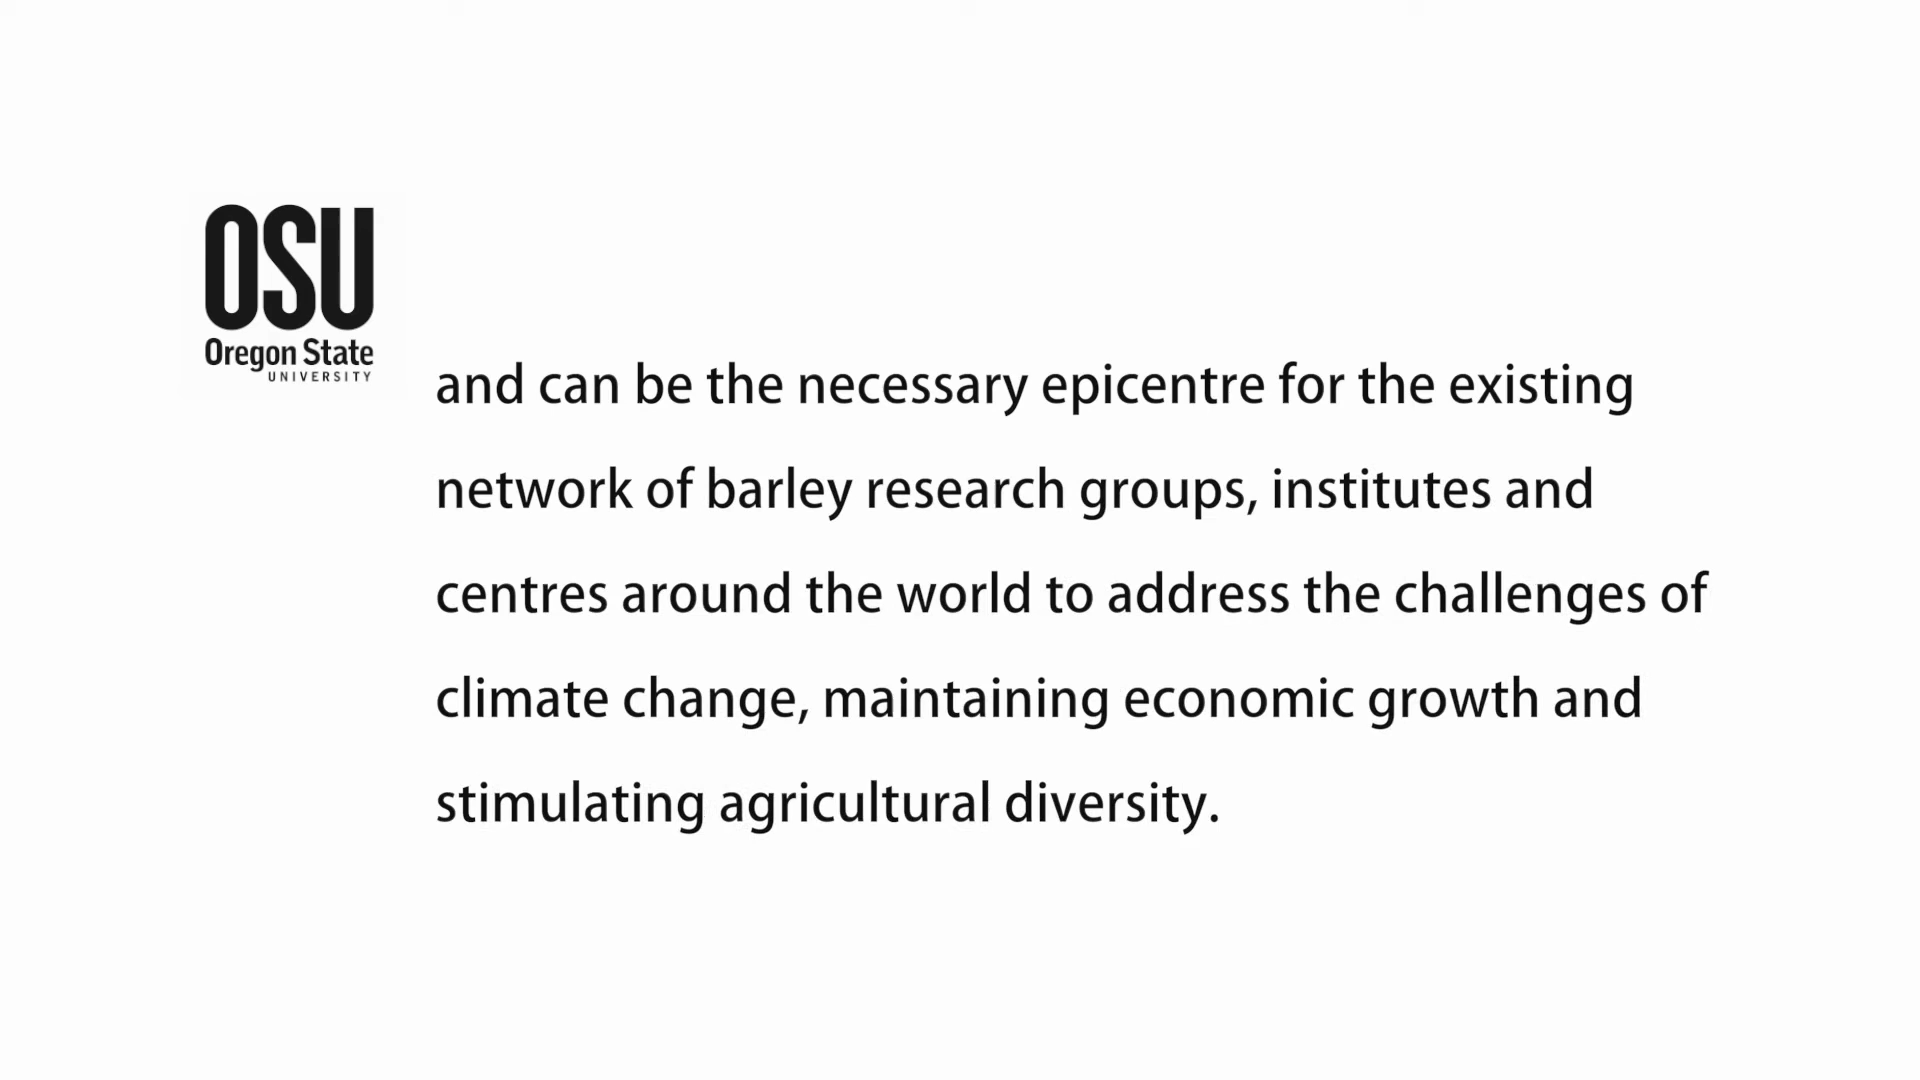 OSU
Oregon State
UNIVERSITY
and can be the necessary epicentre for the existing
network of barley research groups, institutes and
centres around the world to address the challenges of
climate change, maintaining economic growth and
stimulating agricultural diversity.